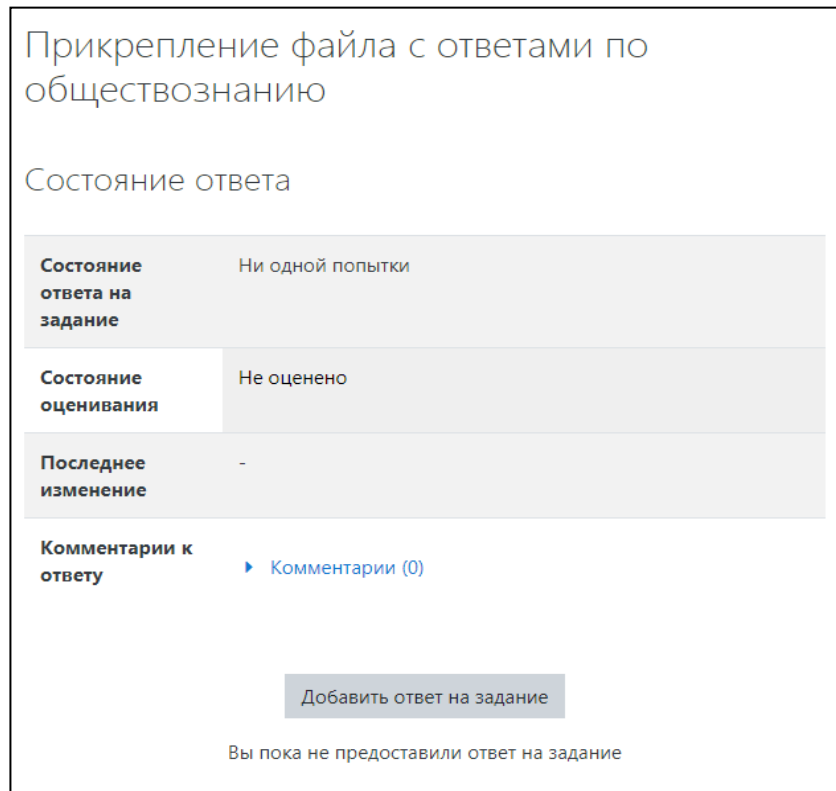 Прикрепление файла с ответами по
обществознанию
Состояние ответа
Состояние
ответа на
задание
Ни одной попытки
Состояние
оценивания
Не оценено
Последнее
изменение
-
Комментарии к
ответу
Комментарии (0)
Добавить ответ на задание
Вы пока не предоставили ответ на задание